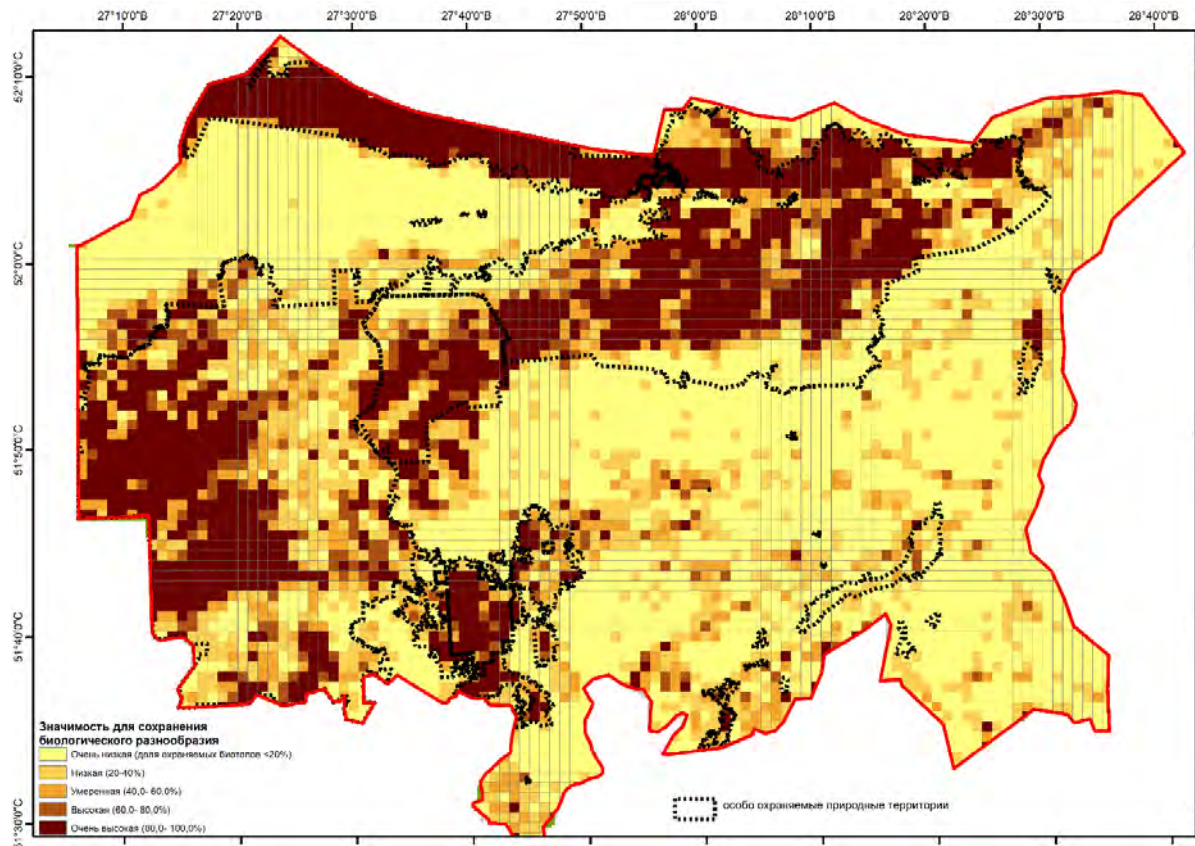 27°10'0"В 27°20'0"В 27°30'0"В 27°40'0"В 27°50'0"В 28°0'0"В 28°10'0"В 28°20'0"В 28°30'0"В 28°40'0"В
52°10'0"С
52°0'0"С
51°50'0"С
51°40'0"С
51°30'0"С
Значимость для сохранения
биологического разнообразия
Очень низкая (доля охраняемых биотопов <20%)
Низкая (20-40%)
Умеренная (40,0- 60,0%)
Высокая (60,0- 80,0%)
Очень высокая (80,0- 100,0%)
особо охраняемые природные территории